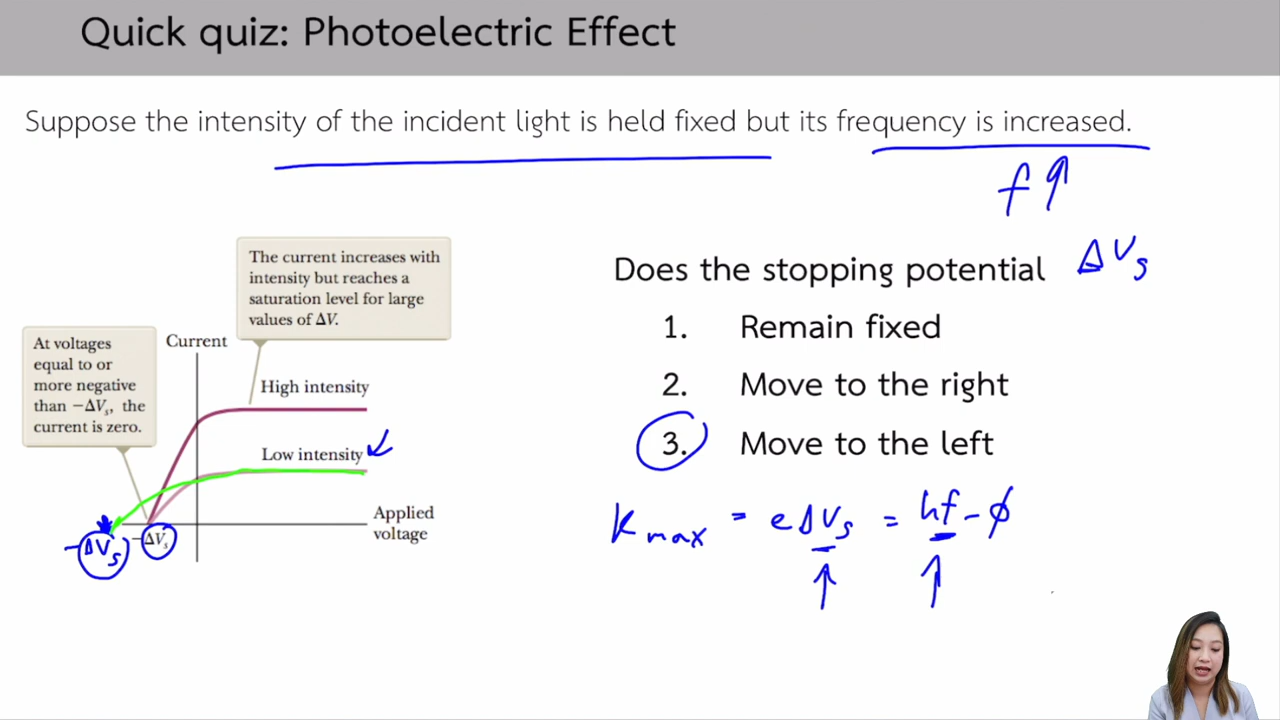 Quick quiz: Photoelectric Effect
Suppose the intensity of the incident light is held fixed but its frequency is increased.
f↑
Does the stopping potential ΔVs
1. Remain fixed
2. Move to the right
3. Move to the left
Kmax = eΔVs = hf - ϕ
↑ ↑
The current increases with
intensity but reaches a
saturation level for large
values of ΔV.
At voltages
equal to or
more negative
than −ΔVs, the
current is zero.
Current
High intensity
Low intensity
Applied
voltage
−ΔVs
−ΔVs